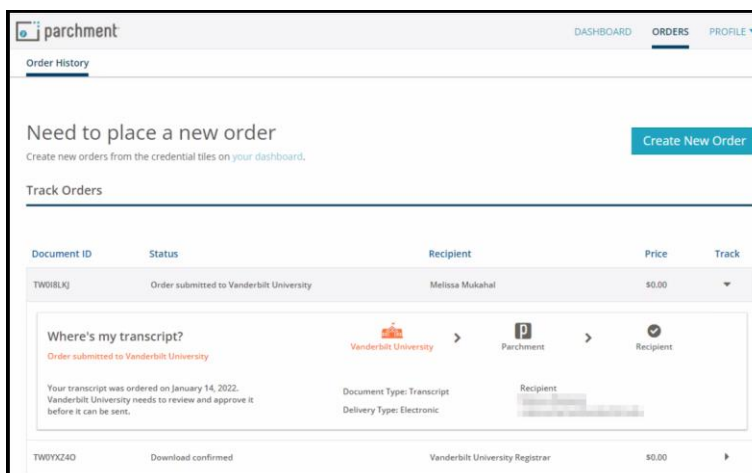 parchment
DASHBOARD ORDERS PROFILE
Order History
Need to place a new order
Create New Order
Create new orders from the credential tiles on your dashboard.
Track Orders
Document ID Status Recipient Price Track
TW0I8LKJ Order submitted to Vanderbilt University Melissa Mukahal $0.00
Where's my transcript?
Order submitted to Vanderbilt University
Your transcript was ordered on January 14, 2022.
Vanderbilt University needs to review and approve it
before it can be sent.
Vanderbilt University Parchment Recipient
Document Type: Transcript
Delivery Type: Electronic
Recipient
TW0YXZ4O Download confirmed Vanderbilt University Registrar $0.00